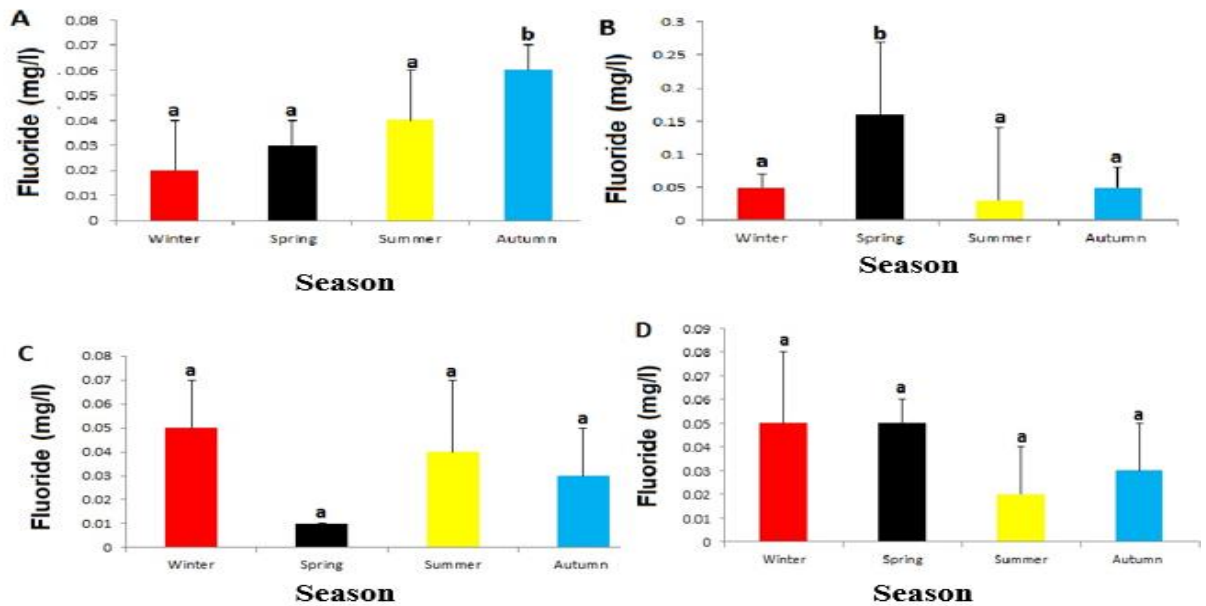 A
Fluoride (mg/l)
0.08
0.07
0.06
0.05
0.04
0.03
0.02
0.01
0
a
a
a
b
Winter Spring Summer Autumn
Season
B
Fluoride (mg/l)
0.3
0.25
0.2
0.15
0.1
0.05
0
a
b
a
a
Winter Spring Summer Autumn
Season
C
Fluoride (mg/l)
0.08
0.07
0.06
0.05
0.04
0.03
0.02
0.01
0
a
a
a
a
Winter Spring Summer Autumn
Season
D
Fluoride (mg/l)
0.09
0.08
0.07
0.06
0.05
0.04
0.03
0.02
0.01
0
a
a
a
a
Winter Spring Summer Autumn
Season